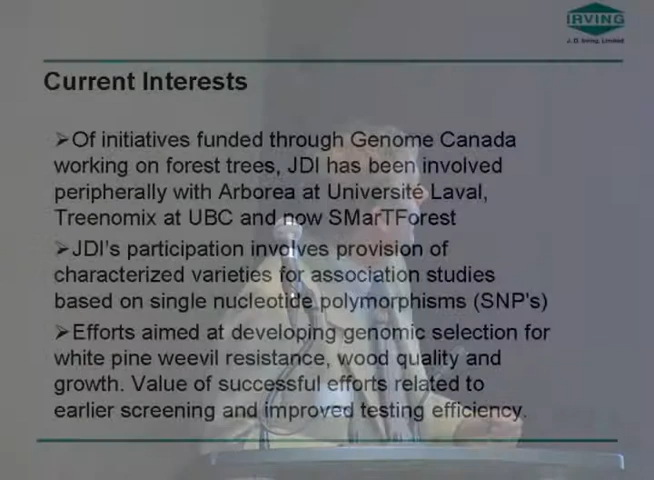 IRVING
J. D. Irving, Limited
Current Interests
➢Of initiatives funded through Genome Canada
working on forest trees, JDI has been involved
peripherally with Arborea at Université Laval,
Treenomix at UBC and now SMarTForest
➢JDI's participation involves provision of
characterized varieties for association studies
based on single nucleotide polymorphisms (SNP's)
➢Efforts aimed at developing genomic selection for
white pine weevil resistance, wood quality and
growth. Value of successful efforts related to
earlier screening and improved testing efficiency.